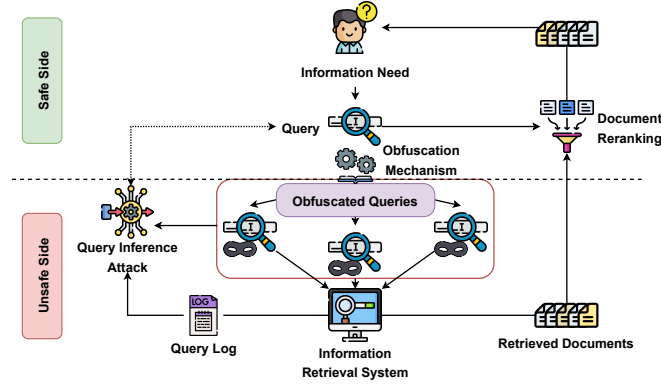 Safe Side
?
Information Need
Query
I
Obfuscation
Mechanism
Document
Reranking
Unsafe Side
Obfuscated Queries
I
I
I
Query Inference
Attack
LOG
Query Log
Information
Retrieval System
Retrieved Documents